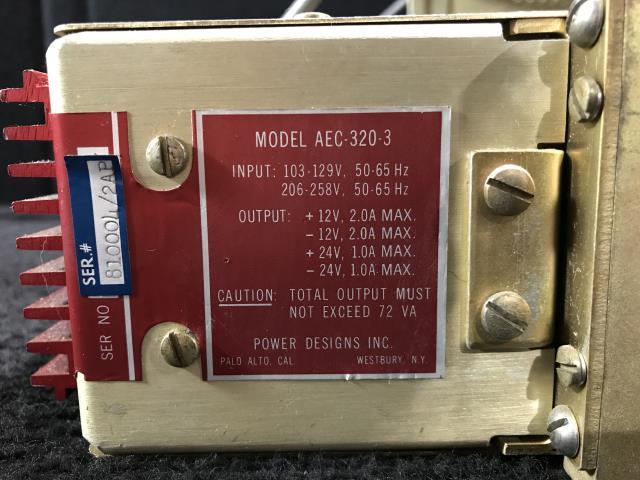 MODEL AEC-320-3
INPUT: 103-129V, 50-65 Hz
206-258V, 50-65 Hz
OUTPUT: + 12V, 2.0A MAX.
- 12V, 2.0A MAX.
+ 24V, 1.0A MAX.
- 24V, 1.0A MAX.
CAUTION: TOTAL OUTPUT MUST
NOT EXCEED 72 VA
POWER DESIGNS INC.
PALO ALTO, CAL. WESTBURY, N.Y.
SER NO
SER.#